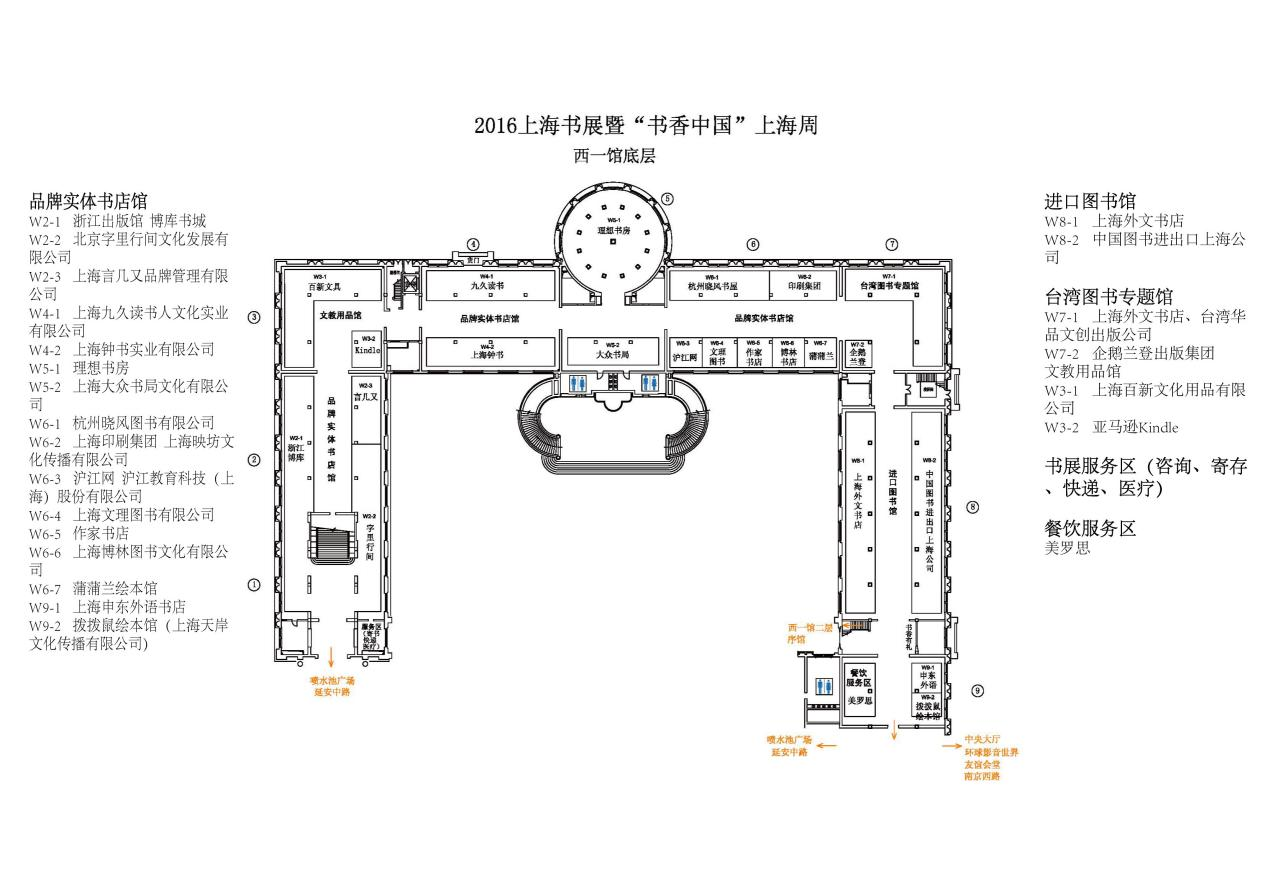 2016上海书展暨“书香中国”上海周
西一馆底层
品牌实体书店馆
W2-1 浙江出版馆 博库书城
W2-2 北京字里行间文化发展有
限公司
W2-3 上海言几又品牌管理有限
公司
W4-1 上海九久读书人文化实业
有限公司
W4-2 上海钟书实业有限公司
W5-1 理想书房
W5-2 上海大众书局文化有限公
司
W6-1 杭州晓风图书有限公司
W6-2 上海印刷集团 上海映坊文
化传播有限公司
W6-3 沪江网 沪江教育科技（上
海）股份有限公司
W6-4 上海文理图书有限公司
W6-5 作家书店
W6-6 上海博林图书文化有限公
司
W6-7 蒲蒲兰绘本馆
W9-1 上海申东外语书店
W9-2 拨拨鼠绘本馆（上海天岸
文化传播有限公司）
⑤
W5-1
理想书房
④
⑥
⑦
W3-1
百新文具
W4-1
九久读书
W6-1
杭州晓风书屋
W6-2
印刷集团
W7-1
台湾图书专题馆
③
文教用品馆
品牌实体书店馆
品牌实体书店馆
W3-2
Kindle
W4-2
上海钟书
W5-2
大众书局
W6-3
沪江网
W6-4
文理
图书
W6-5
作家
书店
W6-6
博林
书店
W6-7
蒲蒲兰
W7-2
企鹅
兰登
W2-3
言几又
品牌实体书店馆
②
W2-1
浙江
博库
W2-2
字里行间
①
服务区
（寄书
快递
医疗）
喷水池广场
延安中路
W8-1
上海外文书店
进口图书馆
W8-2
中国图书进出口上海公司
⑧
西一馆二层
序馆
书香有礼
餐饮
服务区
美罗思
W9-1
申东
外语
W9-2
拨拨鼠
绘本馆
⑨
喷水池广场
延安中路
中央大厅
环球影音世界
友谊会堂
南京西路
进口图书馆
W8-1 上海外文书店
W8-2 中国图书进出口上海公
司
台湾图书专题馆
W7-1 上海外文书店、台湾华
品文创出版公司
W7-2 企鹅兰登出版集团
文教用品馆
W3-1 上海百新文化用品有限
公司
W3-2 亚马逊Kindle
书展服务区（咨询、寄存
、快递、医疗）
餐饮服务区
美罗思